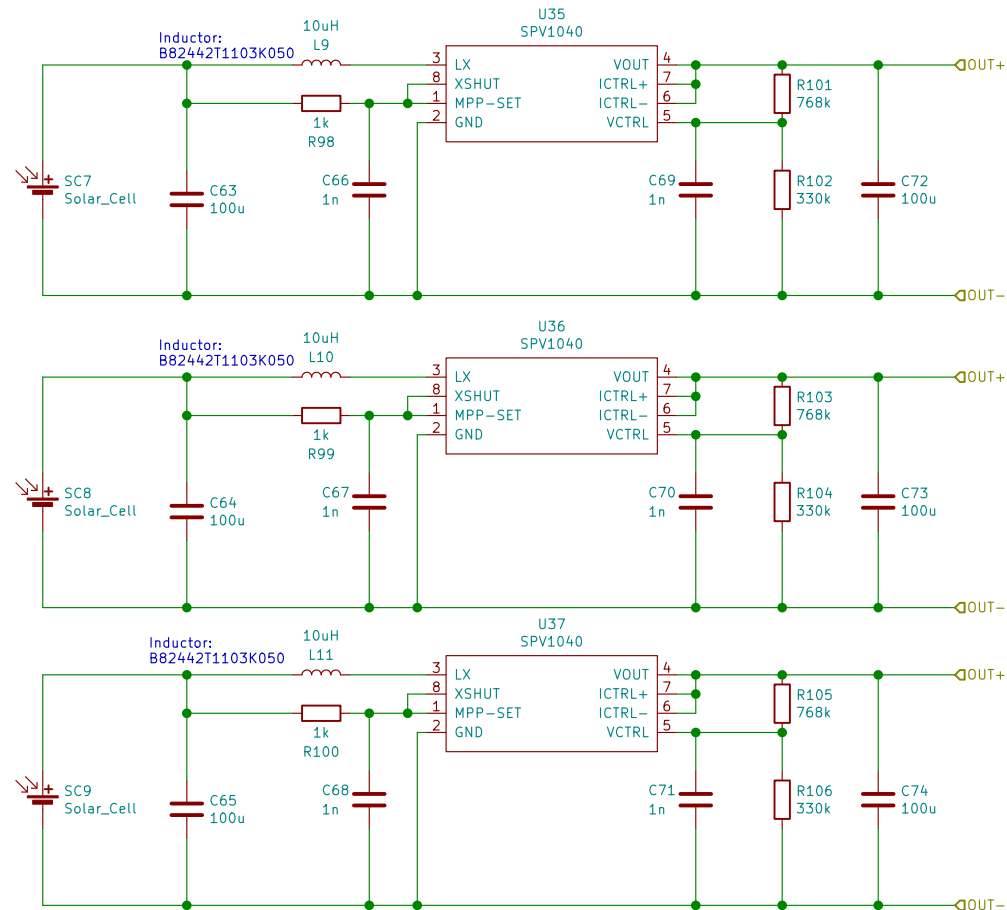 U35
SPV1040
10uH
L9
Inductor:
B82442T1103K050
3 LX
8 XSHUT
1 MPP-SET
2 GND
VOUT 4
ICTRL+ 7
ICTRL- 6
VCTRL 5
OUT+
R101
768k
1k
R98
SC7
Solar_Cell
C63
100u
C66
1n
C69
1n
R102
330k
C72
100u
OUT-
U36
SPV1040
10uH
L10
Inductor:
B82442T1103K050
3 LX
8 XSHUT
1 MPP-SET
2 GND
VOUT 4
ICTRL+ 7
ICTRL- 6
VCTRL 5
OUT+
R103
768k
1k
R99
SC8
Solar_Cell
C64
100u
C67
1n
C70
1n
R104
330k
C73
100u
OUT-
U37
SPV1040
10uH
L11
Inductor:
B82442T1103K050
3 LX
8 XSHUT
1 MPP-SET
2 GND
VOUT 4
ICTRL+ 7
ICTRL- 6
VCTRL 5
OUT+
R105
768k
1k
R100
SC9
Solar_Cell
C65
100u
C68
1n
C71
1n
R106
330k
C74
100u
OUT-